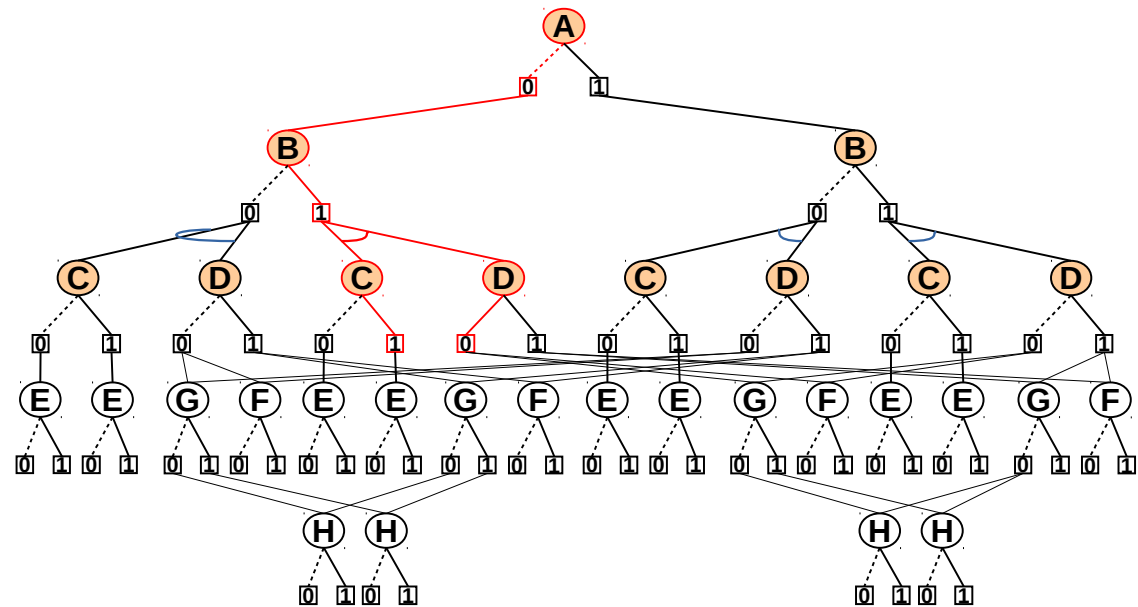 A
0 1
B B
0 1 0 1
C D C D C D C D
0 1 0 1 0 1 0 1 0 1 0 1 0 1 0 1
E E G F E E G F E E G F E E G F
0 1 0 1 0 1 0 1 0 1 0 1 0 1 0 1 0 1 0 1 0 1 0 1 0 1 0 1 0 1 0 1
H H H H
0 1 0 1 0 1 0 1